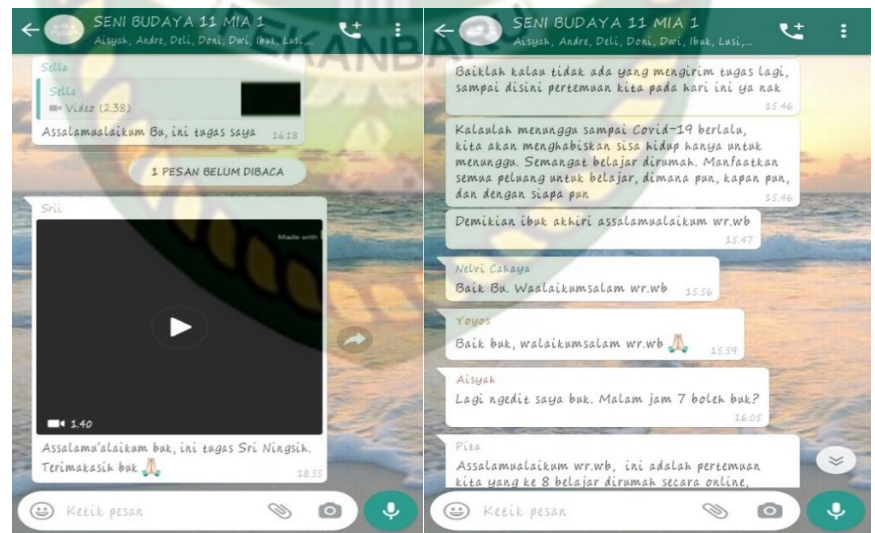 SENI BUDAYA 11 MIA 1
Aisyah, Andre, Deli, Doni, Dwi, Ibuk, Lusi,...
Sella
Sella
Video (2.38)
Assalamualaikum Bu, ini tugas saya 16.18
1 PESAN BELUM DIBACA
Srii
Made with
1.40
Assalamu'alaikum buk, ini tugas Sri Ningsih.
Terimakasih buk 🙏
18.55
Ketik pesan
SENI BUDAYA 11 MIA 1
Aisyah, Andre, Deli, Doni, Dwi, Ibuk, Lusi,...
Baiklah kalau tidak ada yang mengirim tugas lagi,
sampai disini pertemuan kita pada hari ini ya nak
15.46
Kalaulah menunggu sampai Covid-19 berlalu,
kita akan menghabiskan sisa hidup hanya untuk
menunggu. Semangat belajar dirumah. Manfaatkan
semua peluang untuk belajar, dimana pun, kapan pun,
dan dengan siapa pun 15.46
Demikian ibuk akhiri assalamualaikum wr.wb
15.47
Nelvi Cahaya
Baik Bu. Waalaikumsalam wr.wb 15.56
Yoyos
Baik buk, walaikumsalam wr.wb 🙏 15.59
Aisyah
Lagi ngedit saya buk. Malam jam 7 boleh buk?
16.05
Pita
Assalamualaikum wr.wb, ini adalah pertemuan
kita yang ke 8 belajar dirumah secara online,
Ketik pesan
KANBARU